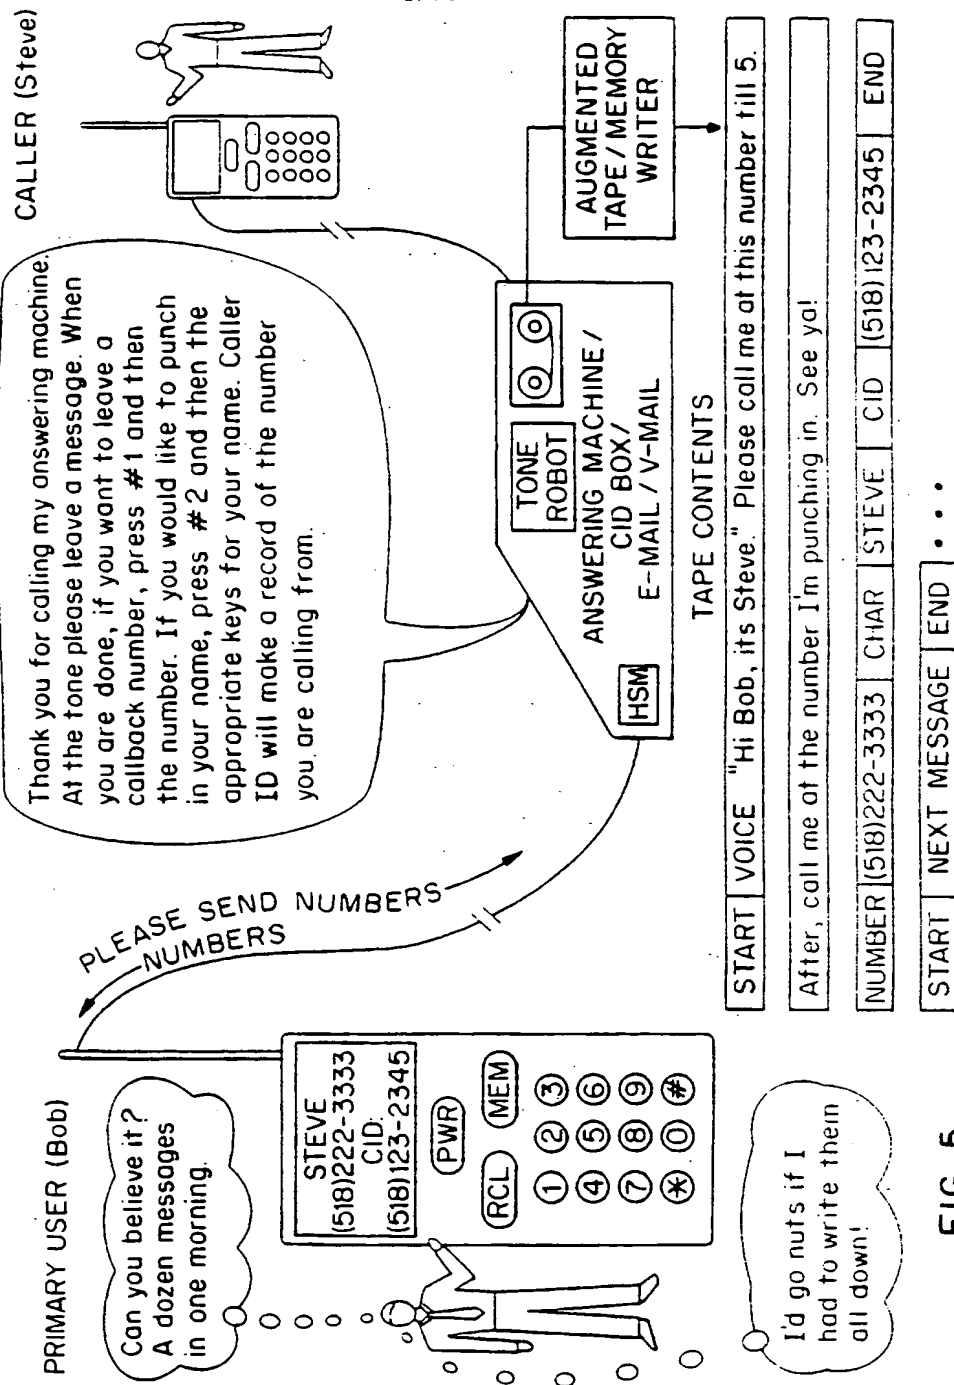 PRIMARY USER (Bob)
Can you believe it?
A dozen messages
in one morning.
STEVE
(518)222-3333
CID:
(518)123-2345
PWR
RCL
MEM
1 2 3
4 5 6
7 8 9
* 0 #
I'd go nuts if I
had to write them
all down!
PLEASE SEND NUMBERS
NUMBERS
CALLER (Steve)
Thank you for calling my answering machine.
At the tone please leave a message. When
you are done, if you want to leave a
callback number, press #1 and then
the number. If you would like to punch
in your name, press #2 and then the
appropriate keys for your name. Caller
ID will make a record of the number
you are calling from.
TONE
ROBOT
ANSWERING MACHINE/
CID BOX/
E-MAIL/V-MAIL
HSM
AUGMENTED
TAPE/MEMORY
WRITER
TAPE CONTENTS
START VOICE "Hi Bob, its Steve." Please call me at this number till 5.
After, call me at the number I'm punching in. See ya!
NUMBER (518)222-3333 CHAR STEVE CID (518)123-2345 END
START NEXT MESSAGE END • • •